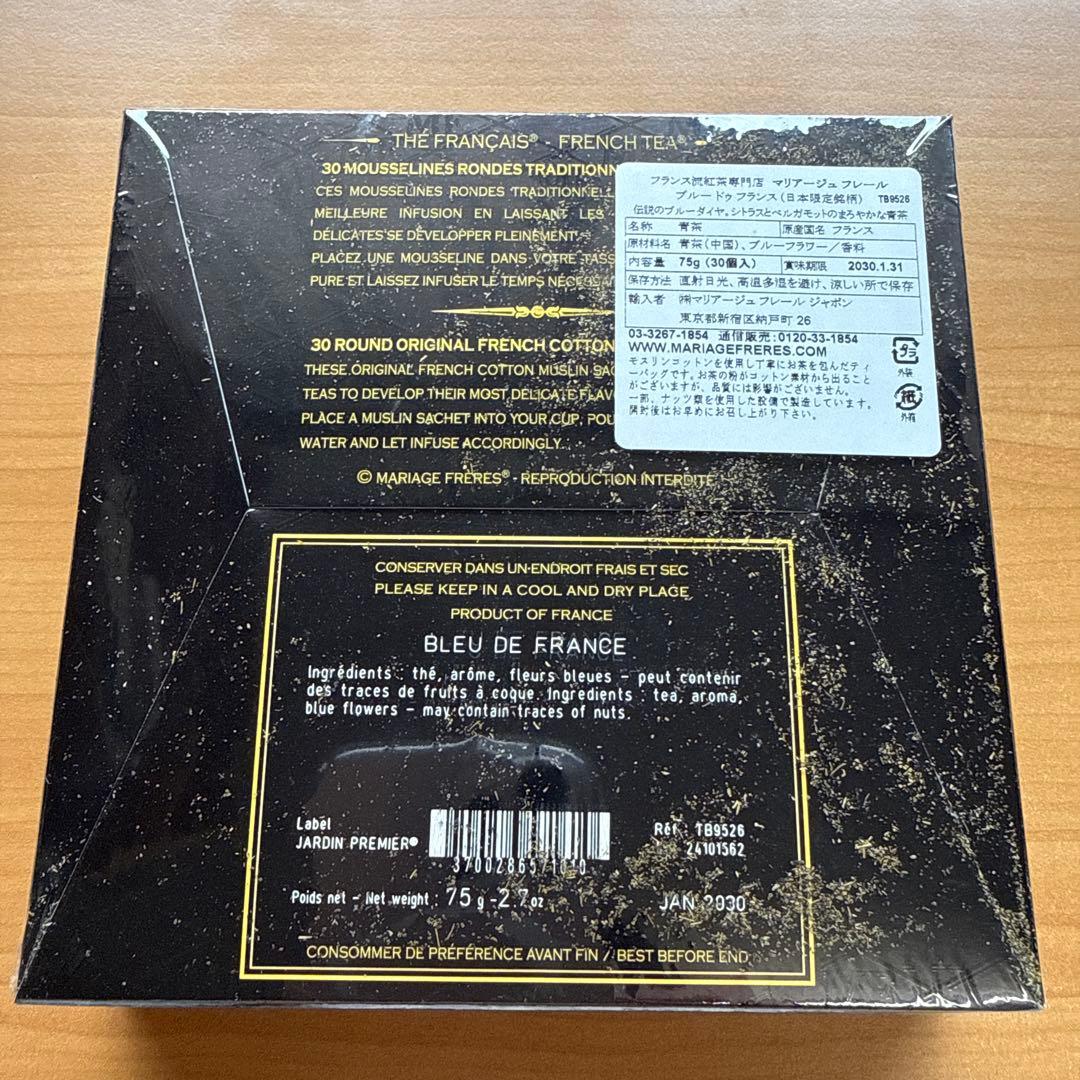 THÉ FRANÇAIS® - FRENCH TEA®
30 MOUSSELINES RONDES TRADITIONN
CES MOUSSELINES RONDES TRADITIONNELL
MEILLEURE INFUSION EN LAISSANT LES
DÉLICATES SE DÉVELOPPER PLEINEMENT.
PLACEZ UNE MOUSSELINE DANS VOTRE TASS
PURE ET LAISSEZ INFUSER LE TEMPS NÉCESSA
30 ROUND ORIGINAL FRENCH COTTON
THESE ORIGINAL FRENCH COTTON MUSLIN SAC
TEAS TO DEVELOP THEIR MOST DELICATE FLAV
PLACE A MUSLIN SACHET INTO YOUR CUP, POU
WATER AND LET INFUSE ACCORDINGLY.
© MARIAGE FRÈRES® - REPRODUCTION INTERDITE
フランス流紅茶専門店 マリアージュ フレール
ブルー ドゥ フランス (日本限定銘柄) TB9526
伝説のブルーダイヤ。シトラスとベルガモットのまろやかな青茶
名称 青茶 原産国名 フランス
原材料名 青茶(中国)、ブルーフラワー/香料
内容量 75g (30個入) 賞味期限 2030.1.31
保存方法 直射日光、高温多湿を避け、涼しい所で保存
輸入者 ㈱マリアージュ フレール ジャポン
東京都新宿区納戸町 26
03-3267-1854 通信販売:0120-33-1854
WWW.MARIAGEFRERES.COM
モスリンコットンを使用し丁寧にお茶を包んだティ
ーバッグです。お茶の粉がコットン素材から出ること
がございますが、品質には影響がございません。
一部、ナッツ類を使用した設備で製造しています。
開封後はお早めにお召し上がり下さい。
プラ
外装
紙
外箱
CONSERVER DANS UN ENDROIT FRAIS ET SEC
PLEASE KEEP IN A COOL AND DRY PLACE
PRODUCT OF FRANCE
BLEU DE FRANCE
Ingrédients : thé, arôme, fleurs bleues – peut contenir
des traces de fruits à coque. Ingredients : tea, aroma,
blue flowers – may contain traces of nuts.
Label
JARDIN PREMIER®
Réf : TB9526
24101562
Poids net – Net weight : 75 g - 2.7 oz
JAN 2030
CONSOMMER DE PRÉFÉRENCE AVANT FIN / BEST BEFORE END